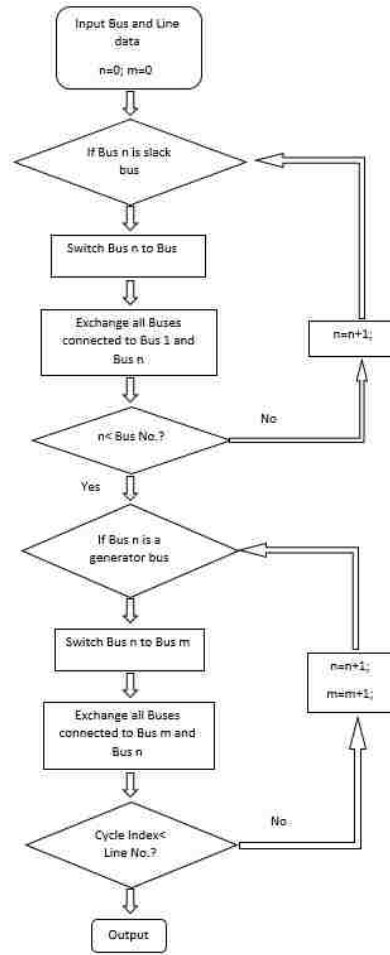 Input Bus and Line
data
n=0; m=0
If Bus n is slack
bus
Switch Bus n to Bus
Exchange all Buses
connected to Bus 1 and
Bus n
n=n+1;
n< Bus No.?
No
Yes
If Bus n is a
generator bus
Switch Bus n to Bus m
n=n+1;
m=m+1;
Exchange all Buses
connected to Bus m and
Bus n
Cycle Index<
Line No.?
No
Output